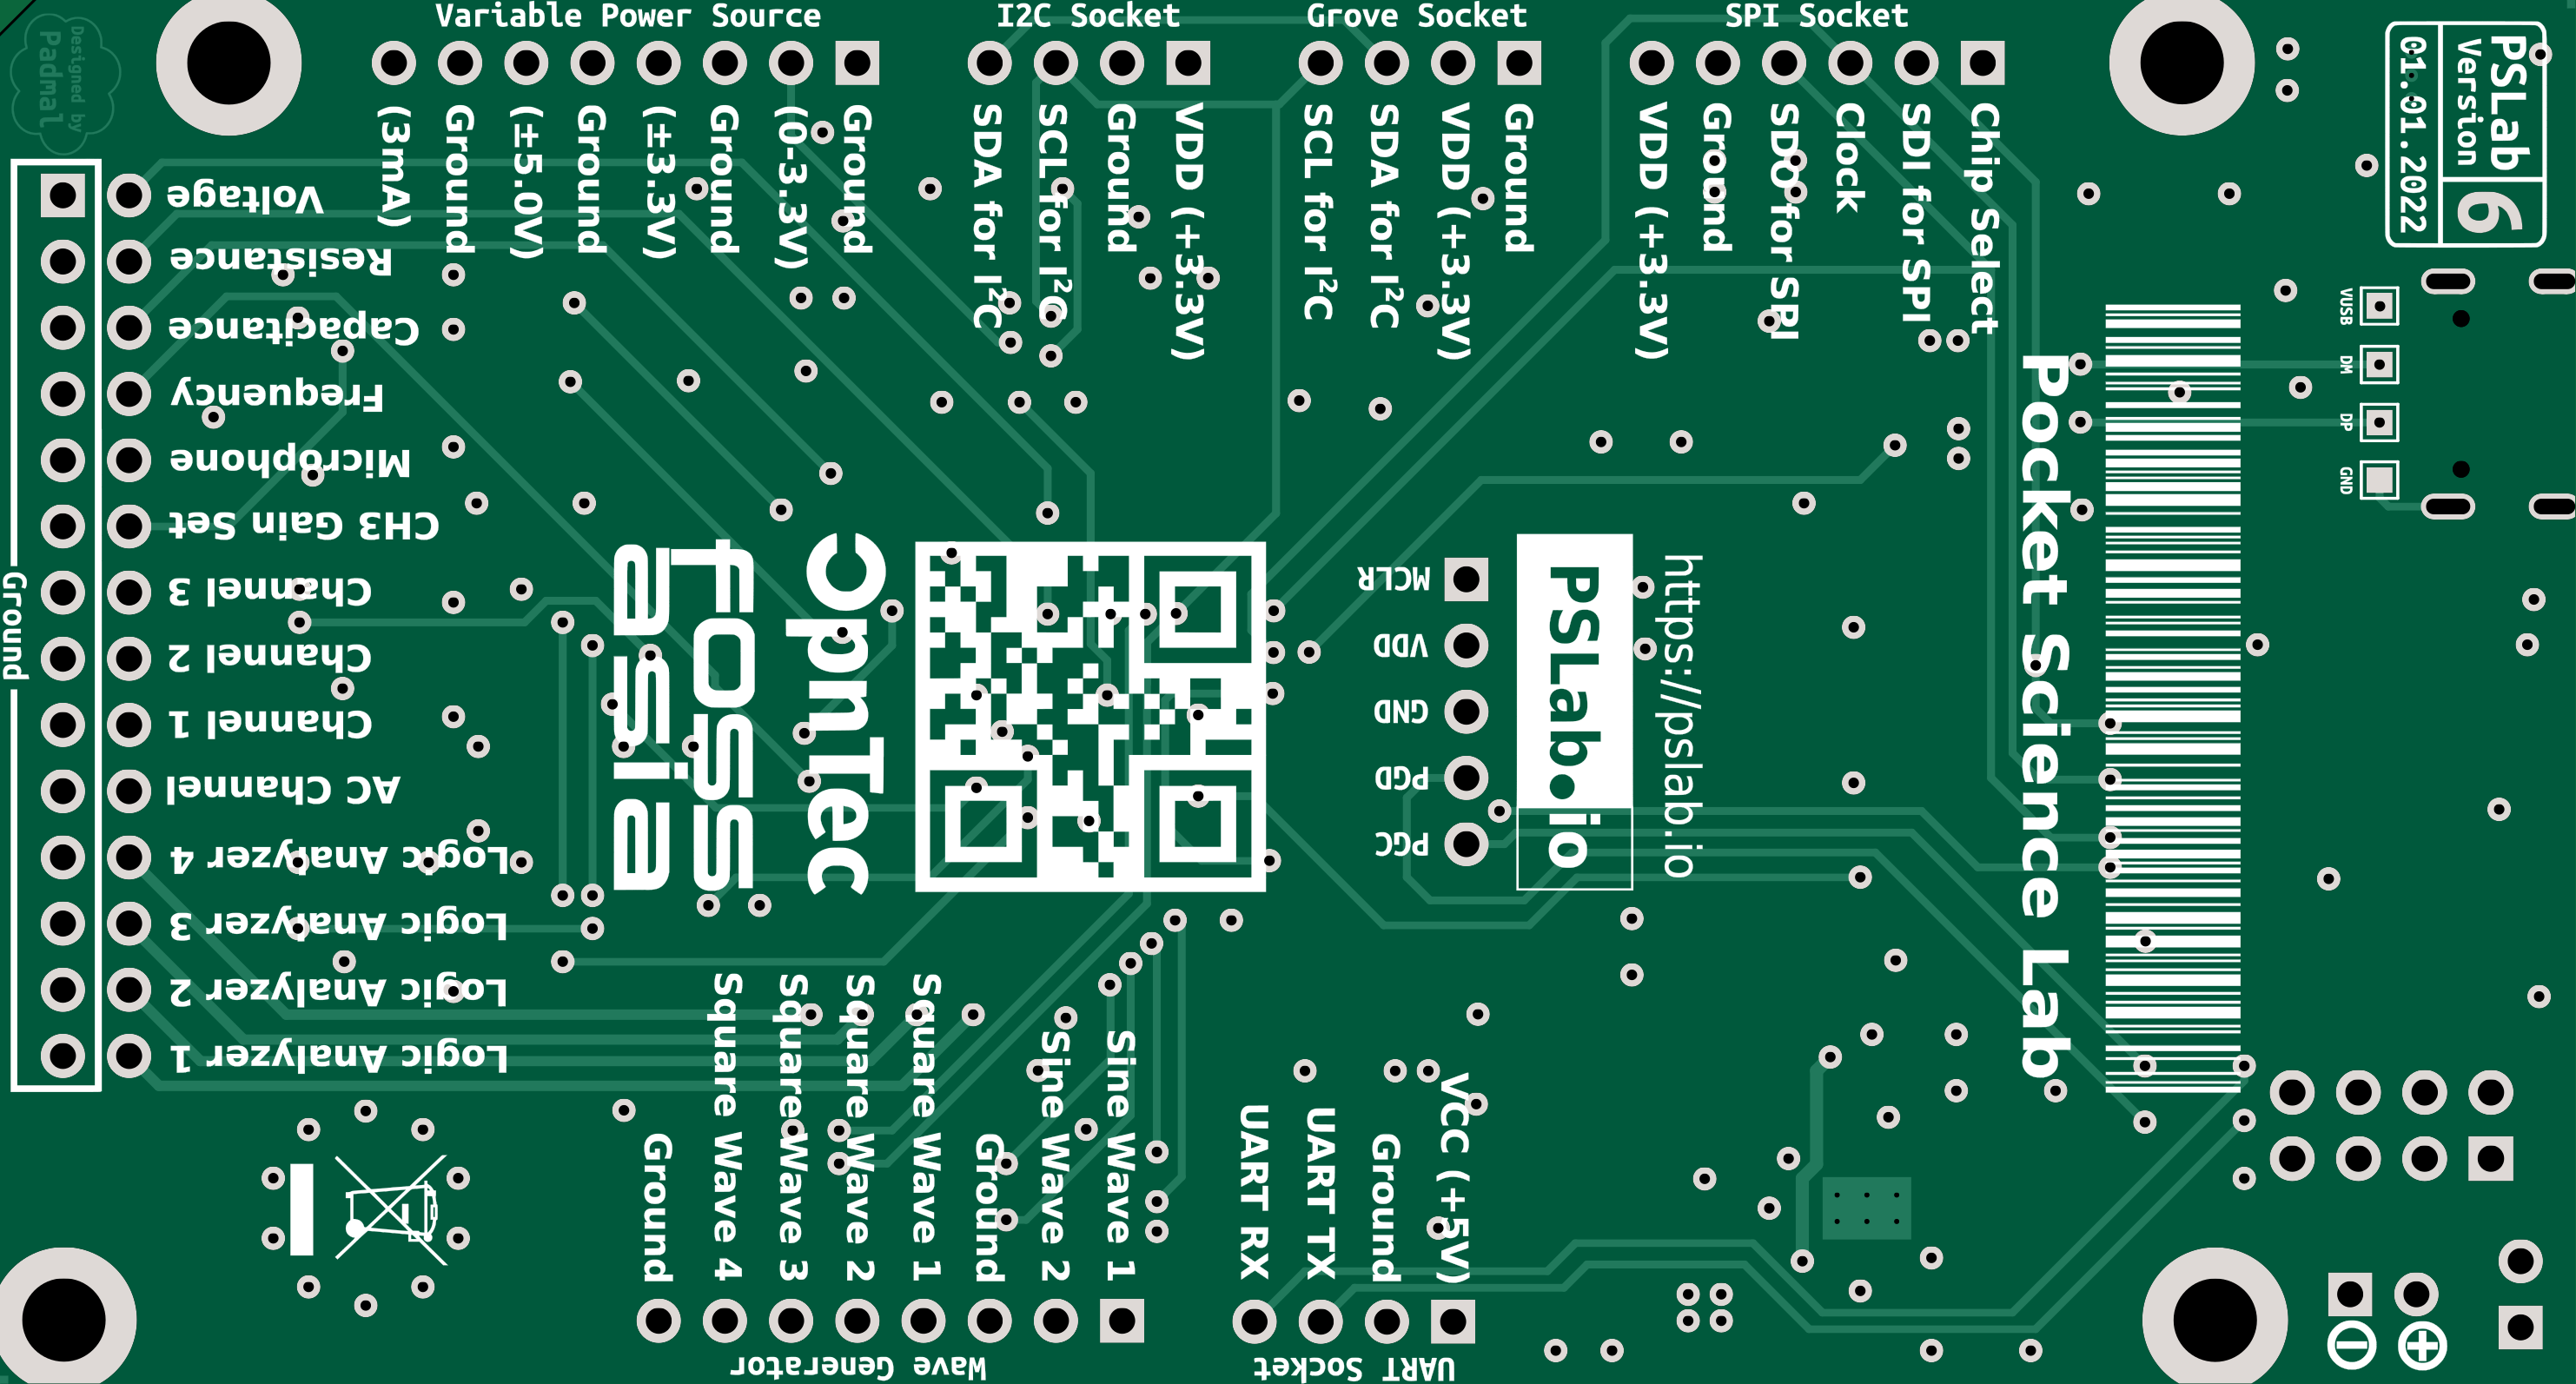 Variable Power Source
I2C Socket
Grove Socket
SPI Socket
Designed by
Padmal
(3mA)
Ground
(±5.0V)
Ground
(±3.3V)
Ground
(0-3.3V)
Ground
SDA for I²C
SCL for I²C
Ground
VDD (+3.3V)
SCL for I²C
SDA for I²C
VDD (+3.3V)
Ground
VDD (+3.3V)
Ground
SDO for SPI
Clock
SDI for SPI
Chip Select
PSLab
Version
01.01.2022
6
Voltage
Resistance
Capacitance
Frequency
Microphone
CH3 Gain Set
Channel 3
Channel 2
Channel 1
AC Channel
Logic Analyzer 4
Logic Analyzer 3
Logic Analyzer 2
Logic Analyzer 1
Ground
VUSB
DM
DP
GND
OpnTec
FOSS
asia
MCLR
VDD
GND
PGD
PGC
PSLab.io
https://pslab.io
Pocket Science Lab
Ground
Square Wave 4
Square Wave 3
Square Wave 2
Square Wave 1
Ground
Sine Wave 2
Sine Wave 1
UART RX
UART TX
Ground
VCC (+5V)
Wave Generator
UART Socket